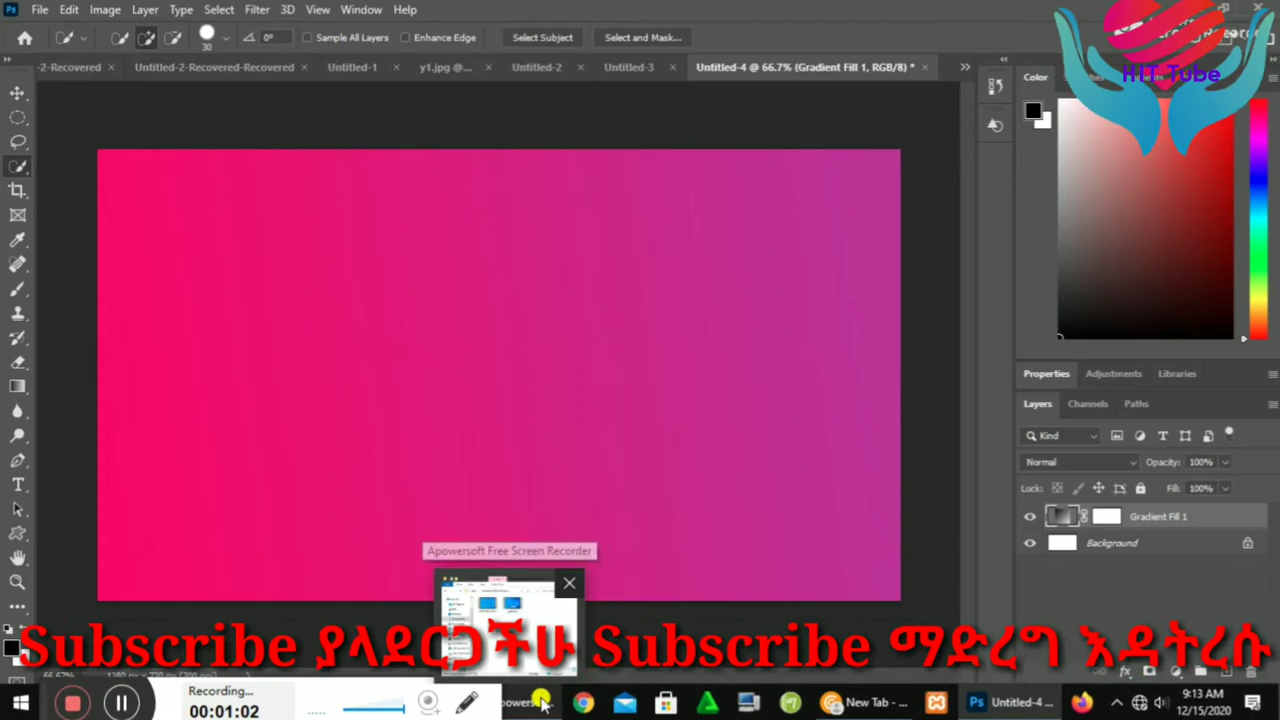 File Edit Image Layer Type Select Filter 3D View Window Help
30 0° Sample All Layers Enhance Edge Select Subject Select and Mask...
-2-Recovered Untitled-2-Recovered-Recovered Untitled-1 y1.jpg @... Untitled-2 Untitled-3 Untitled-4 @ 66.7% (Gradient Fill 1, RGB/8) *
Color
HIT Tube
Properties Adjustments Libraries
Layers Channels Paths
Kind
Normal Opacity: 100%
Lock: Fill: 100%
Gradient Fill 1
Background
Apowersoft Free Screen Recorder
Subscribe ያላደርጋችሁ Subscribe ማድረግ እዳትረሱ
Recording...
00:01:02
New Tab - ...
Untitled-4 ...
9:13 AM
12/15/2020